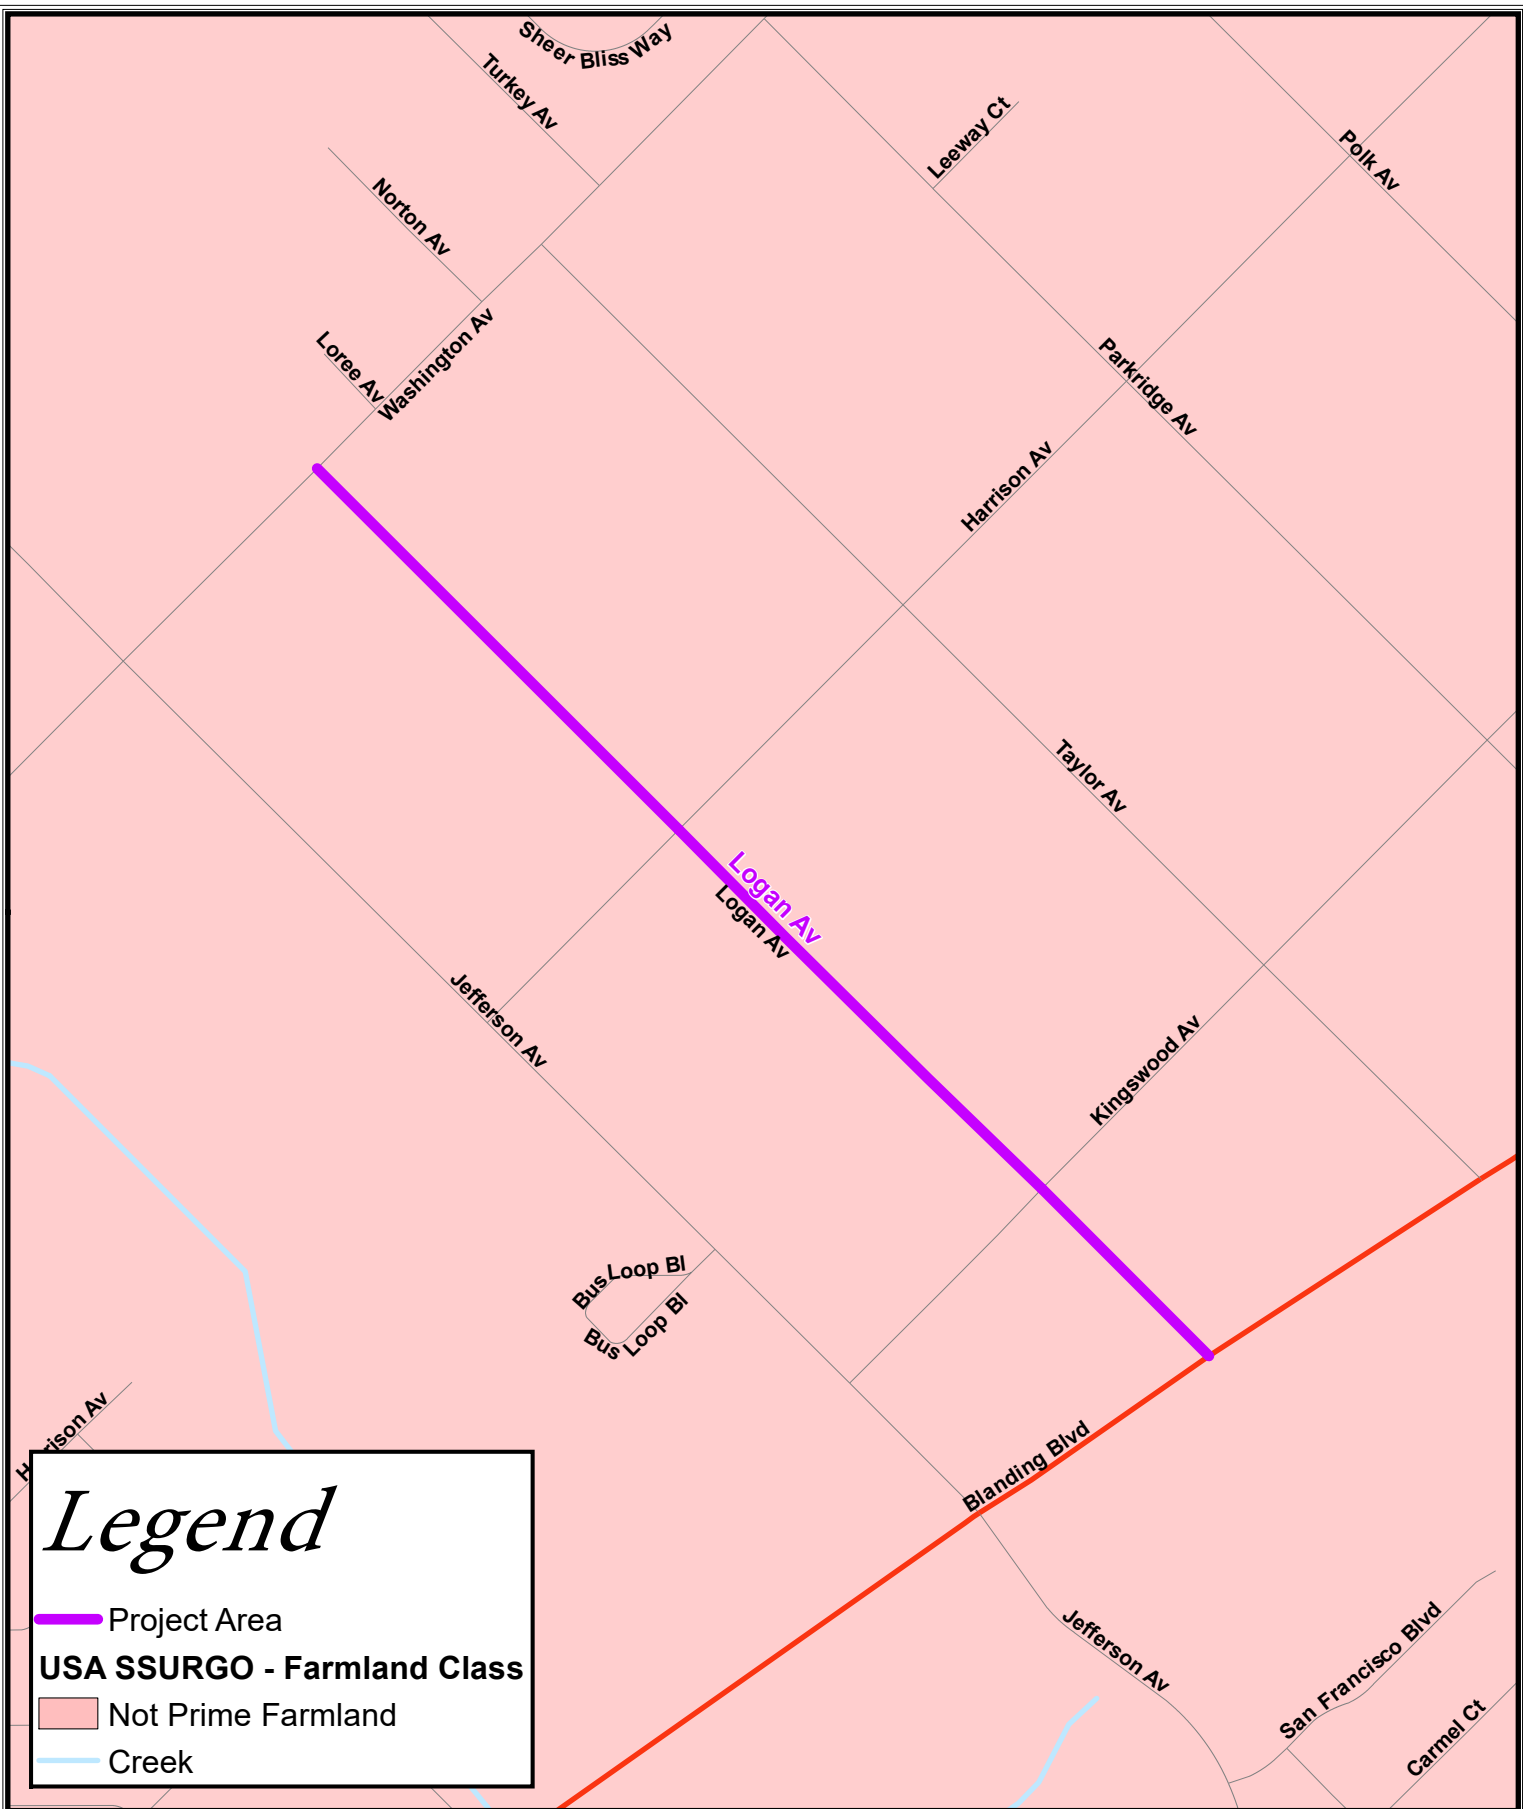 Sheer Bliss Way
Turkey Av
Leeway Ct
Polk Av
Norton Av
Washington Av
Loree Av
Parkridge Av
Harrison Av
Taylor Av
Logan Av
Logan Av
Jefferson Av
Kingswood Av
Bus Loop Bl
Bus Loop Bl
Blanding Blvd
Jefferson Av
San Francisco Blvd
Carmel Ct
H rison Av
Legend
Project Area
USA SSURGO - Farmland Class
Not Prime Farmland
Creek